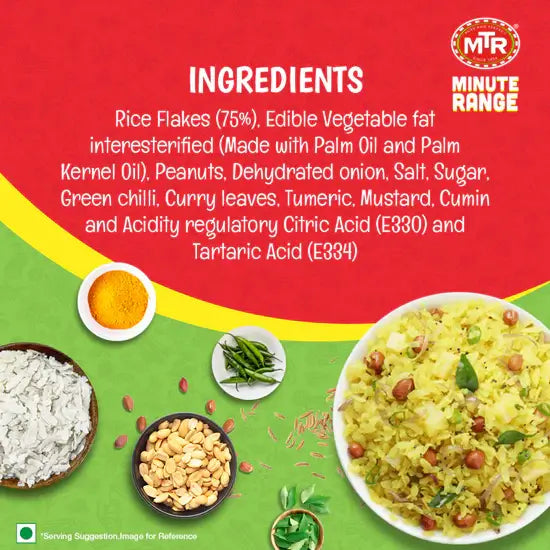 MTR
MINUTE
RANGE
INGREDIENTS
Rice Flakes (75%), Edible Vegetable fat
interesterified (Made with Palm Oil and Palm
Kernel Oil), Peanuts, Dehydrated onion, Salt, Sugar,
Green chilli, Curry leaves, Tumeric, Mustard, Cumin
and Acidity regulatory Citric Acid (E330) and
Tartaric Acid (E334)
*Serving Suggestion.Image for Reference